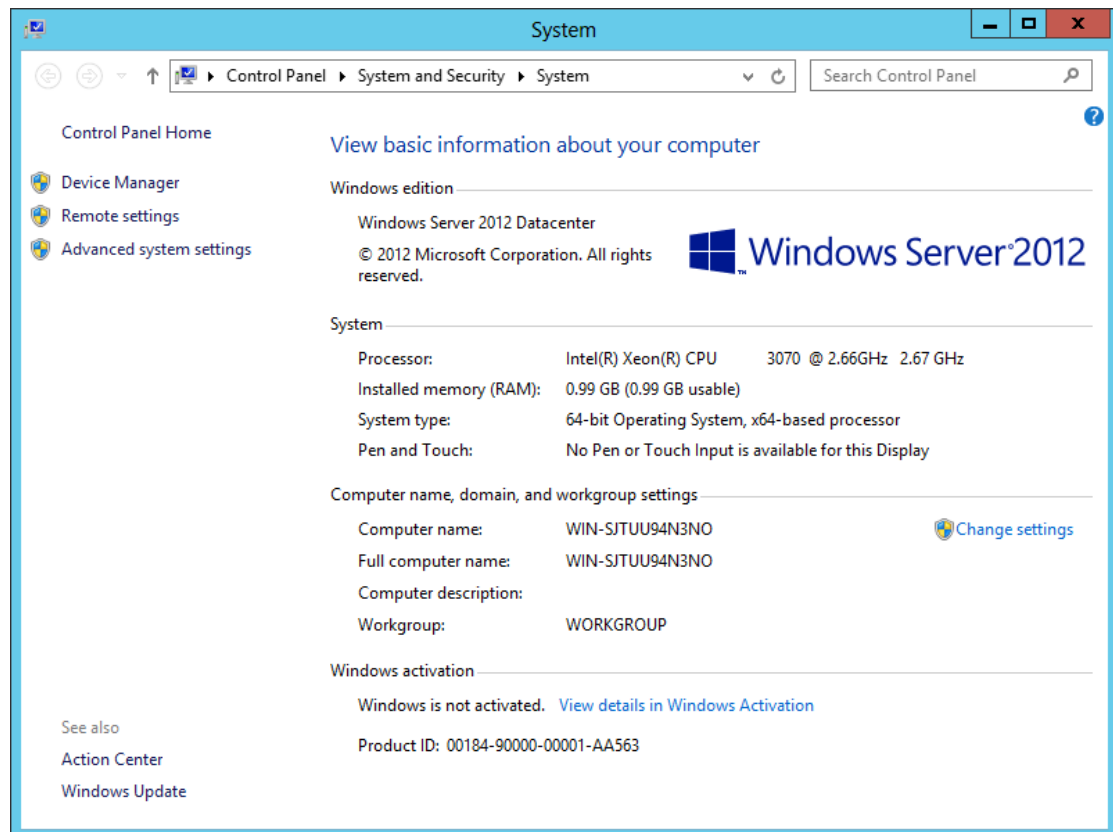 System
Control Panel System and Security System
Search Control Panel
Control Panel Home
Device Manager
Remote settings
Advanced system settings
See also
Action Center
Windows Update
View basic information about your computer
Windows edition
Windows Server 2012 Datacenter
© 2012 Microsoft Corporation. All rights
reserved.
Windows Server 2012
System
Processor: Intel(R) Xeon(R) CPU 3070 @ 2.66GHz 2.67 GHz
Installed memory (RAM): 0.99 GB (0.99 GB usable)
System type: 64-bit Operating System, x64-based processor
Pen and Touch: No Pen or Touch Input is available for this Display
Computer name, domain, and workgroup settings
Computer name: WIN-SJTUU94N3NO
Change settings
Full computer name: WIN-SJTUU94N3NO
Computer description:
Workgroup: WORKGROUP
Windows activation
Windows is not activated. View details in Windows Activation
Product ID: 00184-90000-00001-AA563